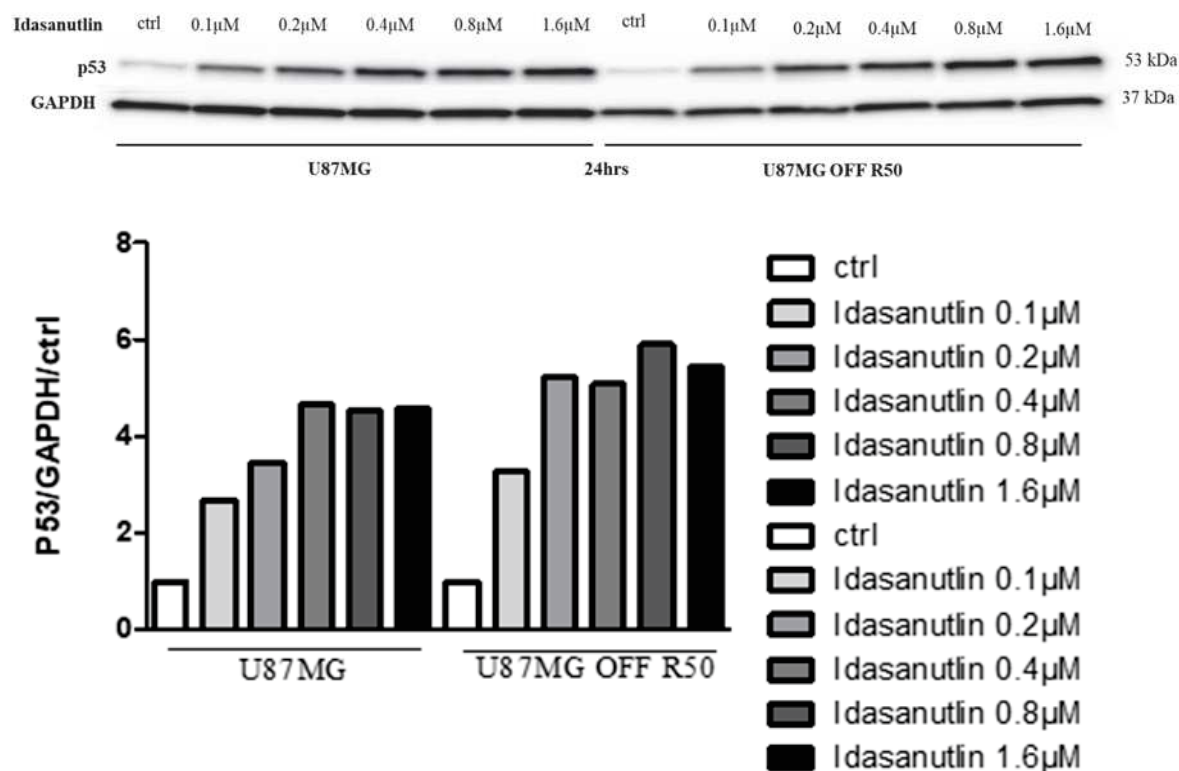 Idasanutlin ctrl 0.1µM 0.2µM 0.4µM 0.8µM 1.6µM ctrl 0.1µM 0.2µM 0.4µM 0.8µM 1.6µM
p53 53 kDa
GAPDH 37 kDa
U87MG 24hrs U87MG OFF R50
P53/GAPDH/ctrl
8
6
4
2
0
U87MG U87MG OFF R50
ctrl
Idasanutlin 0.1µM
Idasanutlin 0.2µM
Idasanutlin 0.4µM
Idasanutlin 0.8µM
Idasanutlin 1.6µM
ctrl
Idasanutlin 0.1µM
Idasanutlin 0.2µM
Idasanutlin 0.4µM
Idasanutlin 0.8µM
Idasanutlin 1.6µM